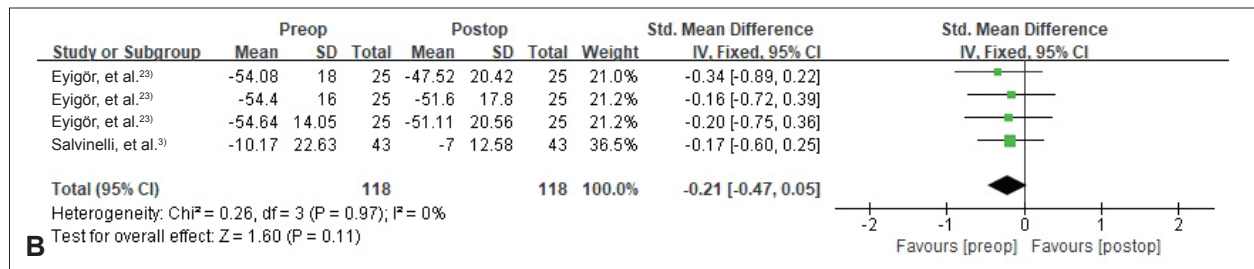 Preop Postop Std. Mean Difference Std. Mean Difference
Study or Subgroup Mean SD Total Mean SD Total Weight IV, Fixed, 95% CI IV, Fixed, 95% CI
Eyigör, et al.²³⁾ -54.08 18 25 -47.52 20.42 25 21.0% -0.34 [-0.89, 0.22]
Eyigör, et al.²³⁾ -54.4 16 25 -51.6 17.8 25 21.2% -0.16 [-0.72, 0.39]
Eyigör, et al.²³⁾ -54.64 14.05 25 -51.11 20.56 25 21.2% -0.20 [-0.75, 0.36]
Salvinelli, et al.³⁾ -10.17 22.63 43 -7 12.58 43 36.5% -0.17 [-0.60, 0.25]
Total (95% CI) 118 118 100.0% -0.21 [-0.47, 0.05]
Heterogeneity: Chi² = 0.26, df = 3 (P = 0.97); I² = 0%
Test for overall effect: Z = 1.60 (P = 0.11)
-2 -1 0 1 2
Favours [preop] Favours [postop]
B